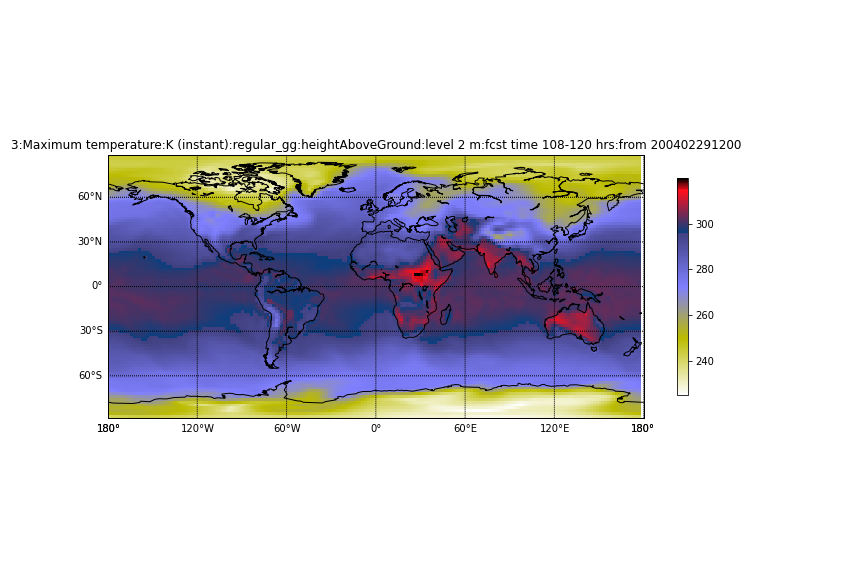 3:Maximum temperature:K (instant):regular_gg:heightAboveGround:level 2 m:fcst time 108-120 hrs:from 200402291200
60°N
30°N
0°
30°S
60°S
180°
120°W
60°W
0°
60°E
120°E
180°
300
280
260
240